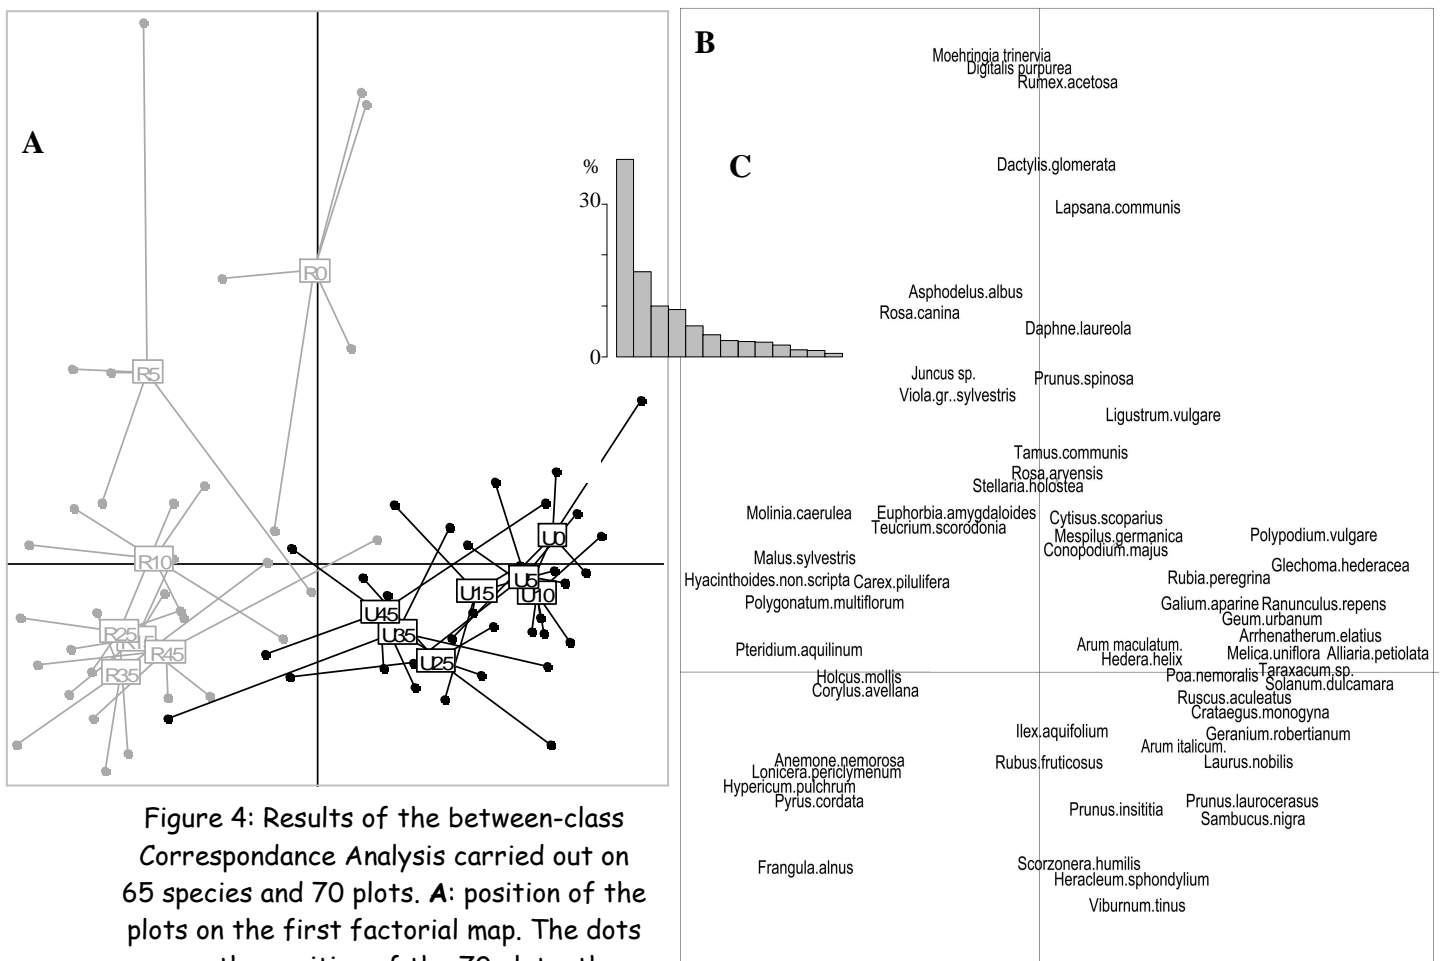 A
R0
R5
R10
R25
R45
R35
U0
U5
U10
U15
U45
U35
U25
%
30
0
B
C
Moehringia trinervia
Digitalis purpurea
Rumex.acetosa
Dactylis.glomerata
Lapsana.communis
Asphodelus.albus
Rosa.canina
Daphne.laureola
Juncus sp.
Prunus.spinosa
Viola.gr..sylvestris
Ligustrum.vulgare
Tamus.communis
Rosa.arvensis
Stellaria.holostea
Molinia.caerulea
Euphorbia.amygdaloides
Cytisus.scoparius
Teucrium.scorodonia
Mespilus.germanica
Polypodium.vulgare
Conopodium.majus
Malus.sylvestris
Glechoma.hederacea
Hyacinthoides.non.scripta
Carex.pilulifera
Rubia.peregrina
Polygonatum.multiflorum
Galium.aparine
Ranunculus.repens
Geum.urbanum
Arrhenatherum.elatius
Arum maculatum.
Pteridium.aquilinum
Melica.uniflora
Alliaria.petiolata
Hedera.helix
Taraxacum.sp.
Holcus.mollis
Poa.nemoralis
Solanum.dulcamara
Corylus.avellana
Ruscus.aculeatus
Crataegus.monogyna
Ilex.aquifolium
Geranium.robertianum
Arum italicum.
Anemone.nemorosa
Rubus.fruticosus
Laurus.nobilis
Lonicera.periclymenum
Hypericum.pulchrum
Pyrus.cordata
Prunus.insititia
Prunus.laurocerasus
Sambucus.nigra
Frangula.alnus
Scorzonera.humilis
Heracleum.sphondylium
Viburnum.tinus
Figure 4: Results of the between-class
Correspondance Analysis carried out on
65 species and 70 plots. A: position of the
plots on the first factorial map. The dots